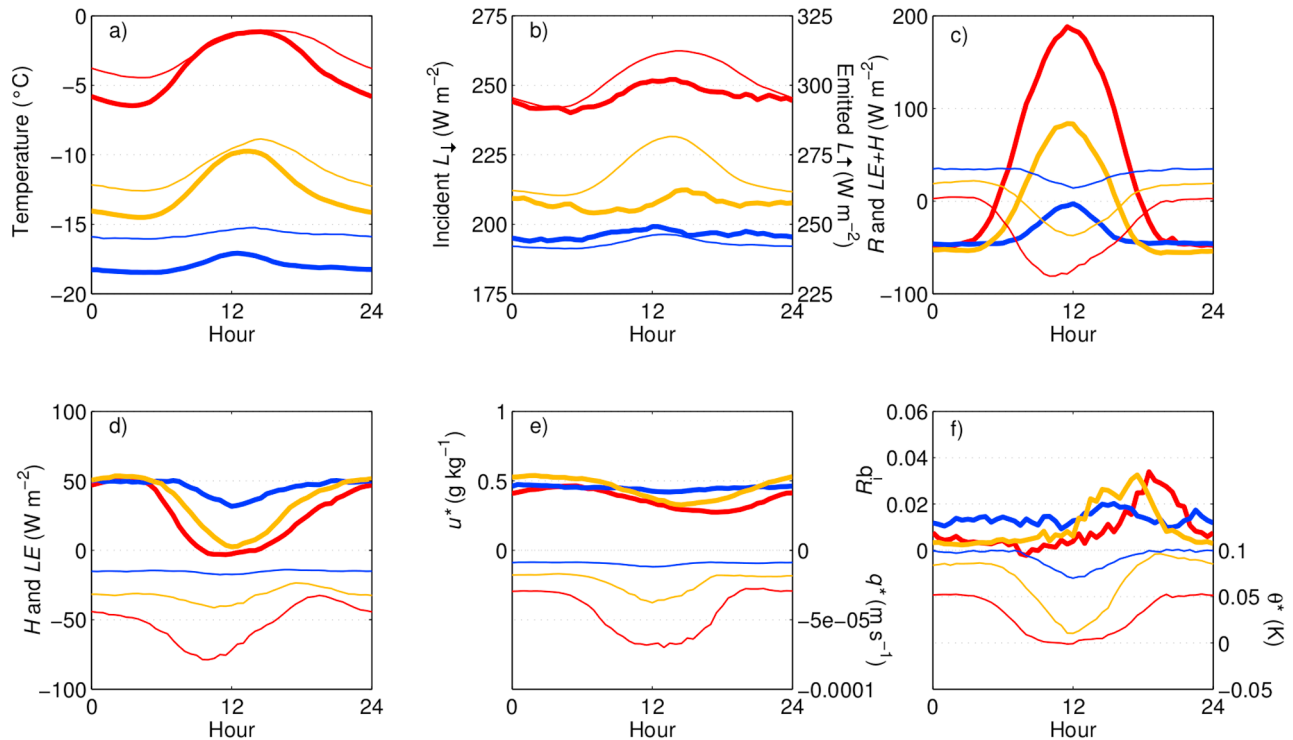 a)
Temperature (°C)
0
−5
−10
−15
−20
0 12 24
Hour
b)
Incident L↓ (W m−2)
275
250
225
200
175
325
300
275
250
225
Emitted L↑ (W m−2)
0 12 24
Hour
c)
R and LE+H (W m−2)
200
100
0
−100
0 12 24
Hour
d)
H and LE (W m−2)
100
50
0
−50
−100
0 12 24
Hour
e)
u* (g kg−1)
1
0.5
0
0
−5e−05
−0.0001
q* (m s−1)
0 12 24
Hour
f)
Rib
0.06
0.04
0.02
0
0.1
0.05
0
−0.05
θ* (K)
0 12 24
Hour